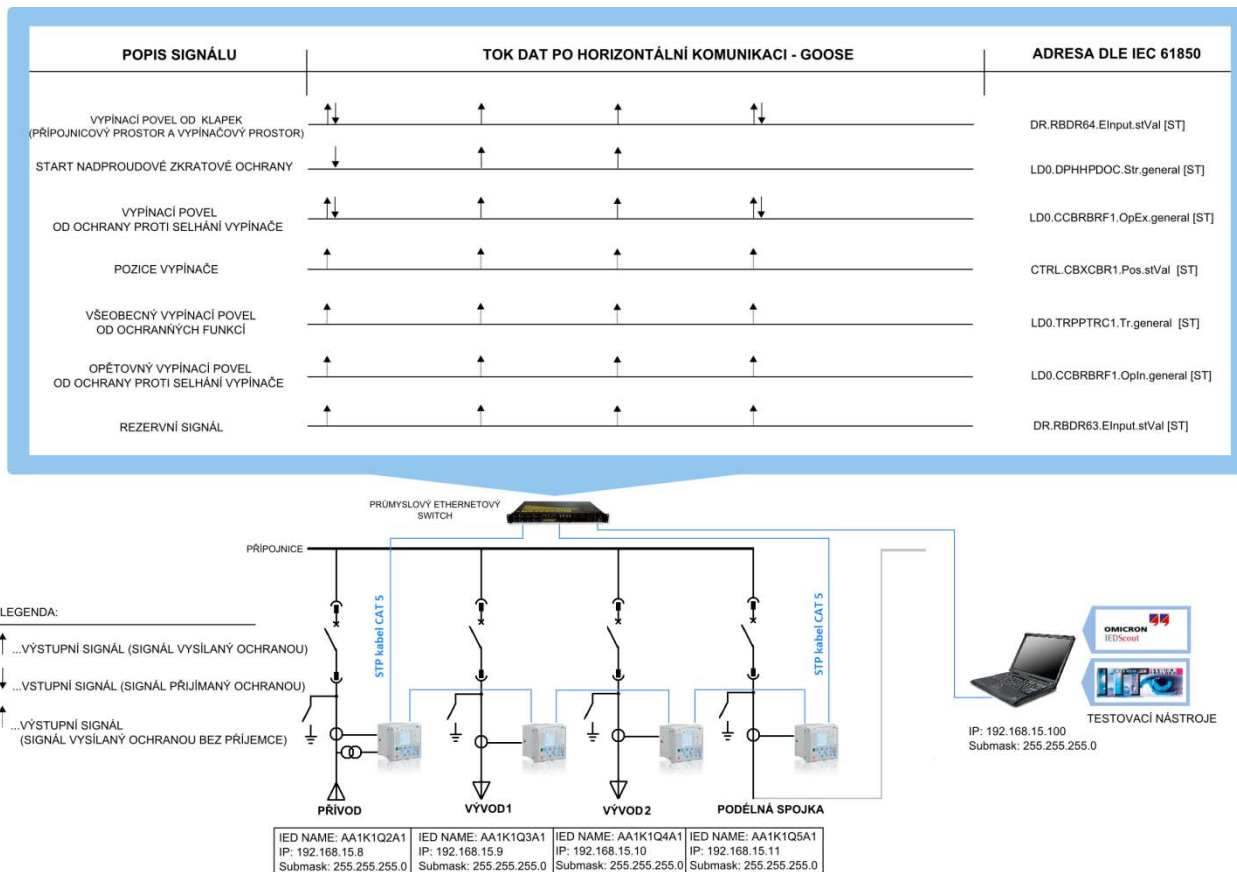 POPIS SIGNÁLU
TOK DAT PO HORIZONTÁLNÍ KOMUNIKACI - GOOSE
ADRESA DLE IEC 61850
VYPÍNACÍ POVEL OD KLAPEK
(PŘÍPOJNICOVÝ PROSTOR A VYPÍNAČOVÝ PROSTOR)
DR.RBDR64.EInput.stVal [ST]
START NADPROUDOVÉ ZKRATOVÉ OCHRANY
LD0.DPHHPDOC.Str.general [ST]
VYPÍNACÍ POVEL
OD OCHRANY PROTI SELHÁNÍ VYPÍNAČE
LD0.CCBRBRF1.OpEx.general [ST]
POZICE VYPÍNAČE
CTRL.CBXCBR1.Pos.stVal [ST]
VŠEOBECNÝ VYPÍNACÍ POVEL
OD OCHRANŇÝCH FUNKCÍ
LD0.TRPPTRC1.Tr.general [ST]
OPĚTOVNÝ VYPÍNACÍ POVEL
OD OCHRANY PROTI SELHÁNÍ VYPÍNAČE
LD0.CCBRBRF1.OpIn.general [ST]
REZERVNÍ SIGNÁL
DR.RBDR63.EInput.stVal [ST]
PRŮMYSLOVÝ ETHERNETOVÝ
SWITCH
PŘÍPOJNICE
LEGENDA:
...VÝSTUPNÍ SIGNÁL (SIGNÁL VYSÍLANÝ OCHRANOU)
...VSTUPNÍ SIGNÁL (SIGNÁL PŘIJÍMANÝ OCHRANOU)
...VÝSTUPNÍ SIGNÁL
(SIGNÁL VYSÍLANÝ OCHRANOU BEZ PŘÍJEMCE)
STP kabel CAT 5
STP kabel CAT 5
OMICRON
IEDScout
TESTOVACÍ NÁSTROJE
IP: 192.168.15.100
Submask: 255.255.255.0
PŘÍVOD
VÝVOD1
VÝVOD2
PODÉLNÁ SPOJKA
IED NAME: AA1K1Q2A1
IP: 192.168.15.8
Submask: 255.255.255.0
IED NAME: AA1K1Q3A1
IP: 192.168.15.9
Submask: 255.255.255.0
IED NAME: AA1K1Q4A1
IP: 192.168.15.10
Submask: 255.255.255.0
IED NAME: AA1K1Q5A1
IP: 192.168.15.11
Submask: 255.255.255.0